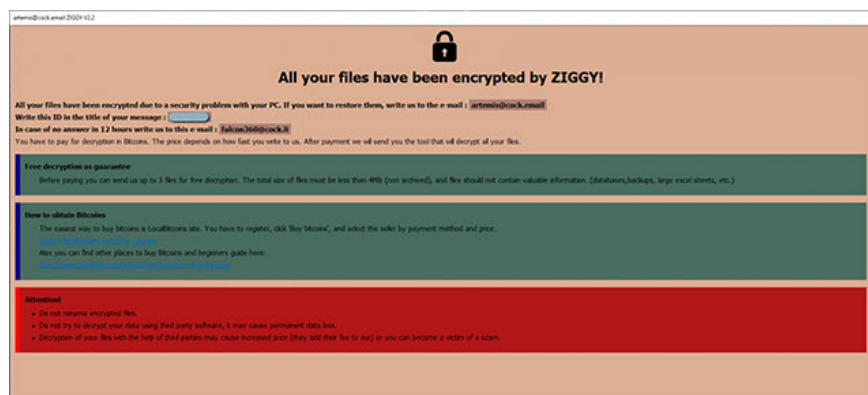 artemis@cock.email ZIGGY V2.2
All your files have been encrypted by ZIGGY!
All your files have been encrypted due to a security problem with your PC. If you want to restore them, write us to the e-mail : artemis@cock.email
Write this ID in the title of your message :
In case of no answer in 12 hours write us to this e-mail : falcon360@cock.li
You have to pay for decryption in Bitcoins. The price depends on how fast you write to us. After payment we will send you the tool that will decrypt all your files.
Free decryption as guarantee
Before paying you can send us up to 3 files for free decryption. The total size of files must be less than 4Mb (non archived), and files should not contain valuable information. (databases,backups, large excel sheets, etc.)
How to obtain Bitcoins
The easiest way to buy bitcoins is LocalBitcoins site. You have to register, click 'Buy bitcoins', and select the seller by payment method and price.
Also you can find other places to buy Bitcoins and beginners guide here:
Attention!
Do not rename encrypted files.
Do not try to decrypt your data using third party software, it may cause permanent data loss.
Decryption of your files with the help of third parties may cause increased price (they add their fee to our) or you can become a victim of a scam.